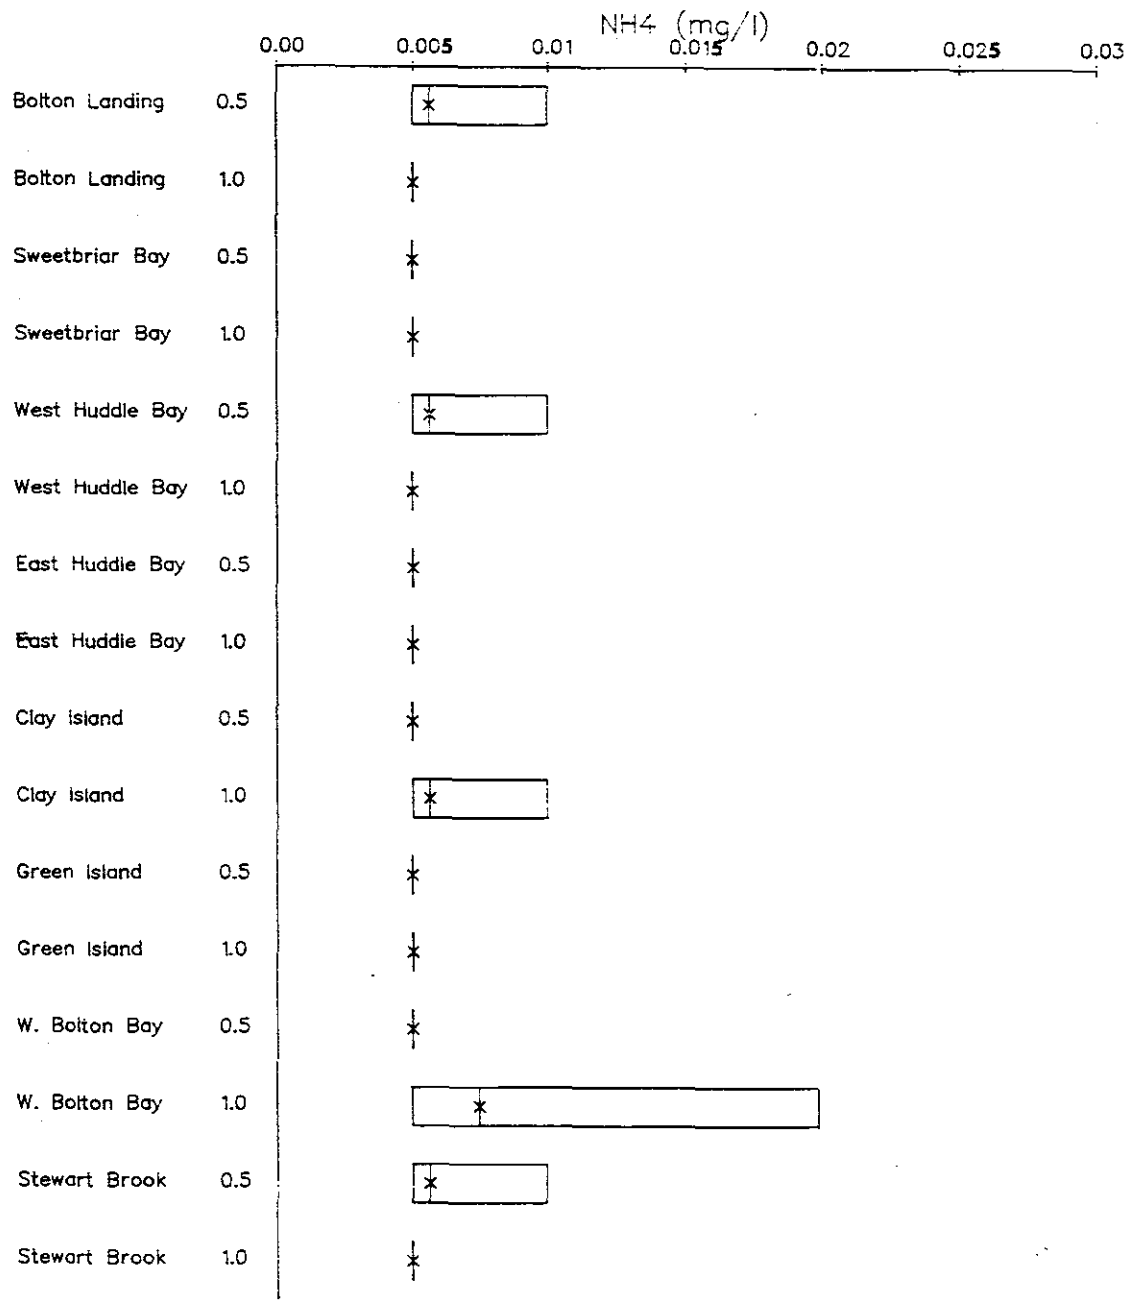 NH4 (mg/l)
0.00 0.005 0.01 0.015 0.02 0.025 0.03
Bolton Landing 0.5
Bolton Landing 1.0
Sweetbriar Bay 0.5
Sweetbriar Bay 1.0
West Huddle Bay 0.5
West Huddle Bay 1.0
East Huddle Bay 0.5
East Huddle Bay 1.0
Clay Island 0.5
Clay Island 1.0
Green Island 0.5
Green Island 1.0
W. Bolton Bay 0.5
W. Bolton Bay 1.0
Stewart Brook 0.5
Stewart Brook 1.0